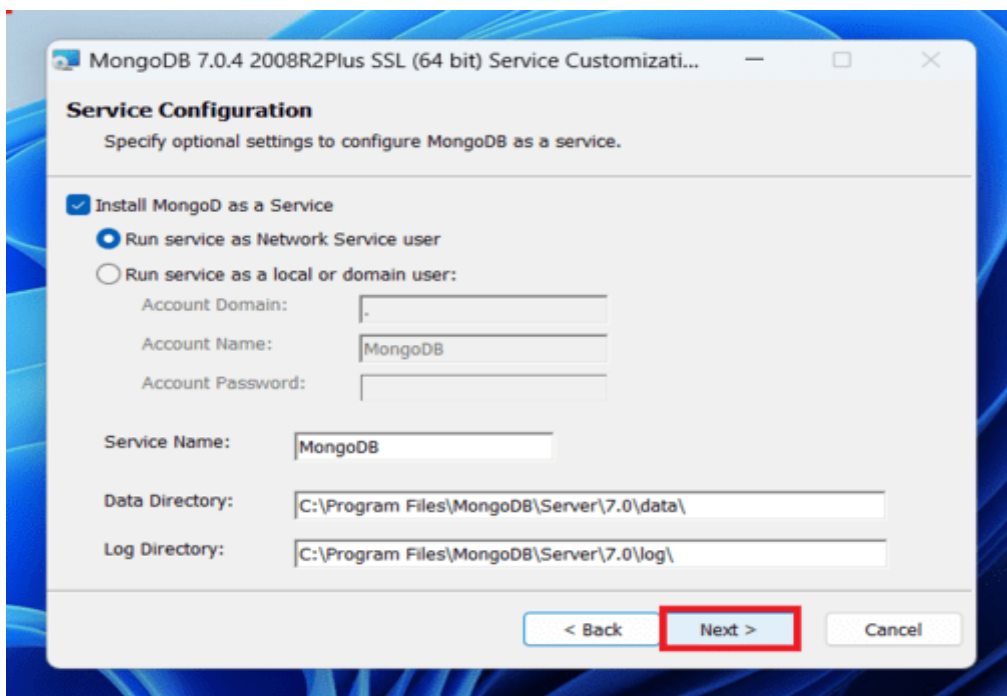 MongoDB 7.0.4 2008R2Plus SSL (64 bit) Service Customizati...
Service Configuration
Specify optional settings to configure MongoDB as a service.
Install MongoD as a Service
Run service as Network Service user
Run service as a local or domain user:
Account Domain: .
Account Name: MongoDB
Account Password:
Service Name: MongoDB
Data Directory: C:\Program Files\MongoDB\Server\7.0\data\
Log Directory: C:\Program Files\MongoDB\Server\7.0\log\
< Back Next > Cancel